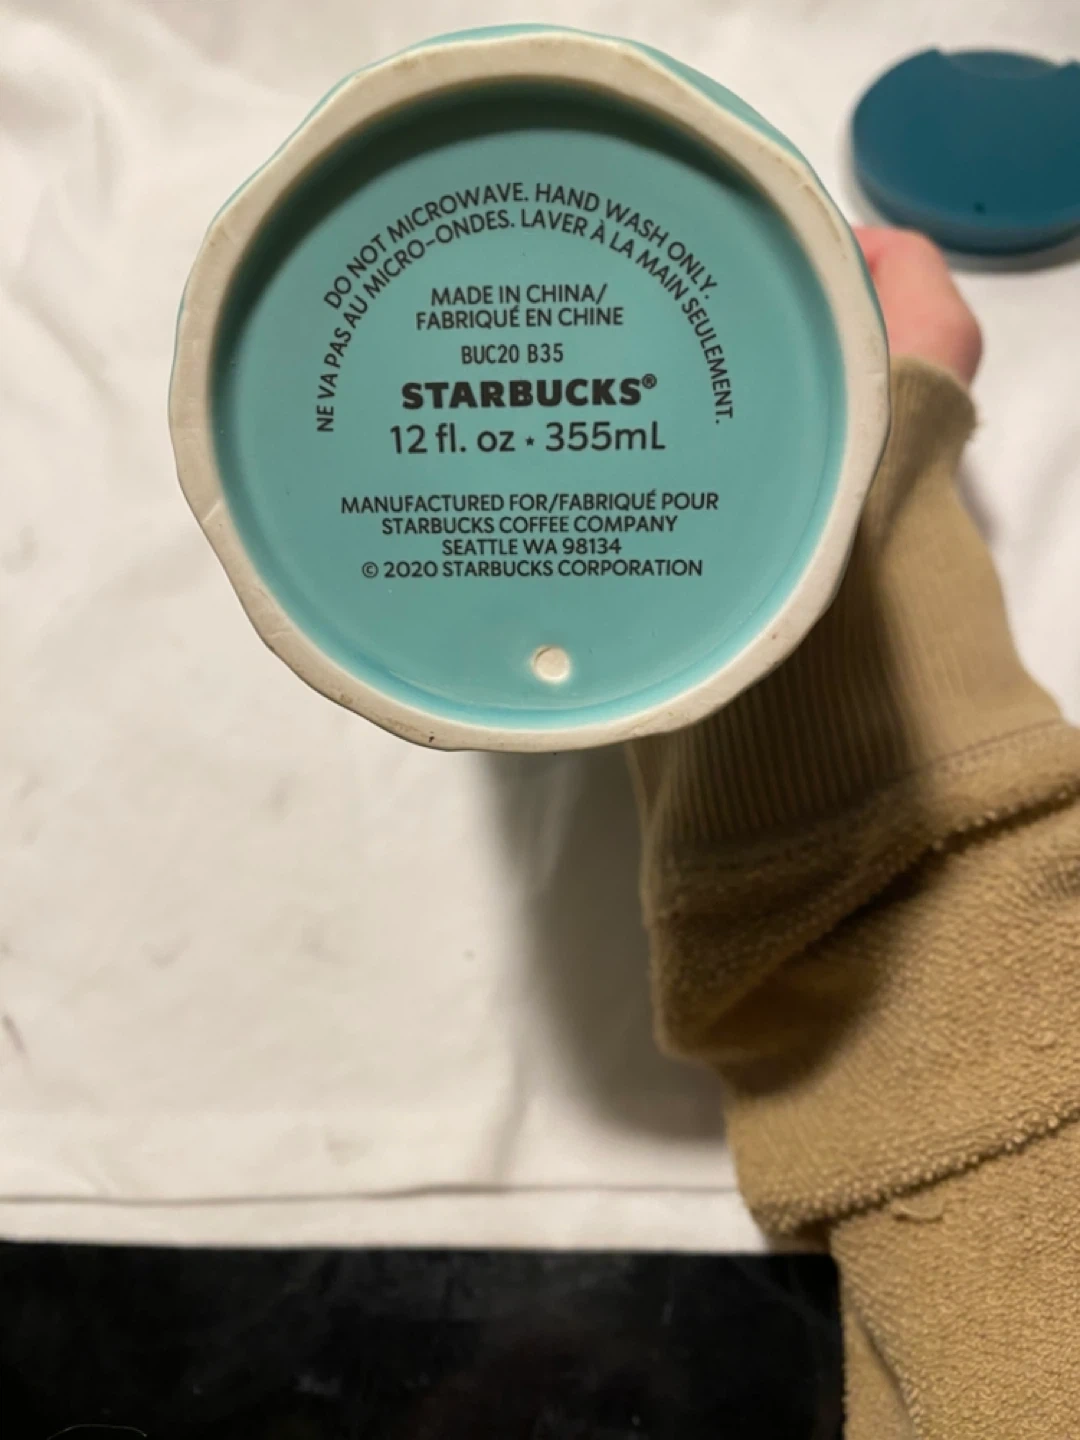 DO NOT MICROWAVE. HAND WASH ONLY.
NE VA PAS AU MICRO-ONDES. LAVER À LA MAIN SEULEMENT.
MADE IN CHINA/
FABRIQUÉ EN CHINE
BUC20 B35
STARBUCKS®
12 fl. oz ⋆ 355mL
MANUFACTURED FOR/FABRIQUÉ POUR
STARBUCKS COFFEE COMPANY
SEATTLE WA 98134
© 2020 STARBUCKS CORPORATION